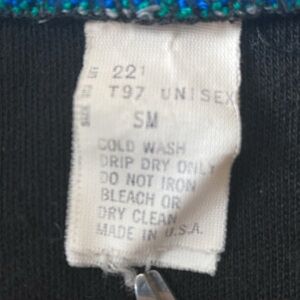 221
T97 UNISEX
SM
COLD WASH
DRIP DRY ONLY
DO NOT IRON
BLEACH OR
DRY CLEAN
MADE IN U.S.A.